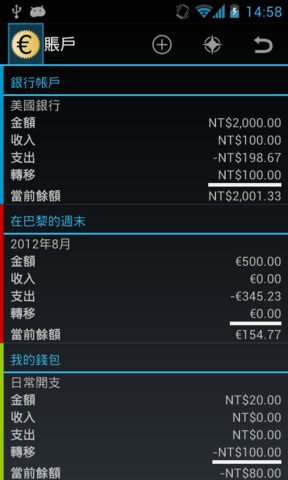 14:58
€ 賬戶
銀行帳戶
美國銀行
金額 NT$2,000.00
收入 NT$100.00
支出 -NT$198.67
轉移 NT$100.00
當前餘額 NT$2,001.33
在巴黎的週末
2012年8月
金額 €500.00
收入 €0.00
支出 -€345.23
轉移 €0.00
當前餘額 €154.77
我的錢包
日常開支
金額 NT$20.00
收入 NT$0.00
支出 NT$0.00
轉移 -NT$100.00
當前餘額 -NT$80.00